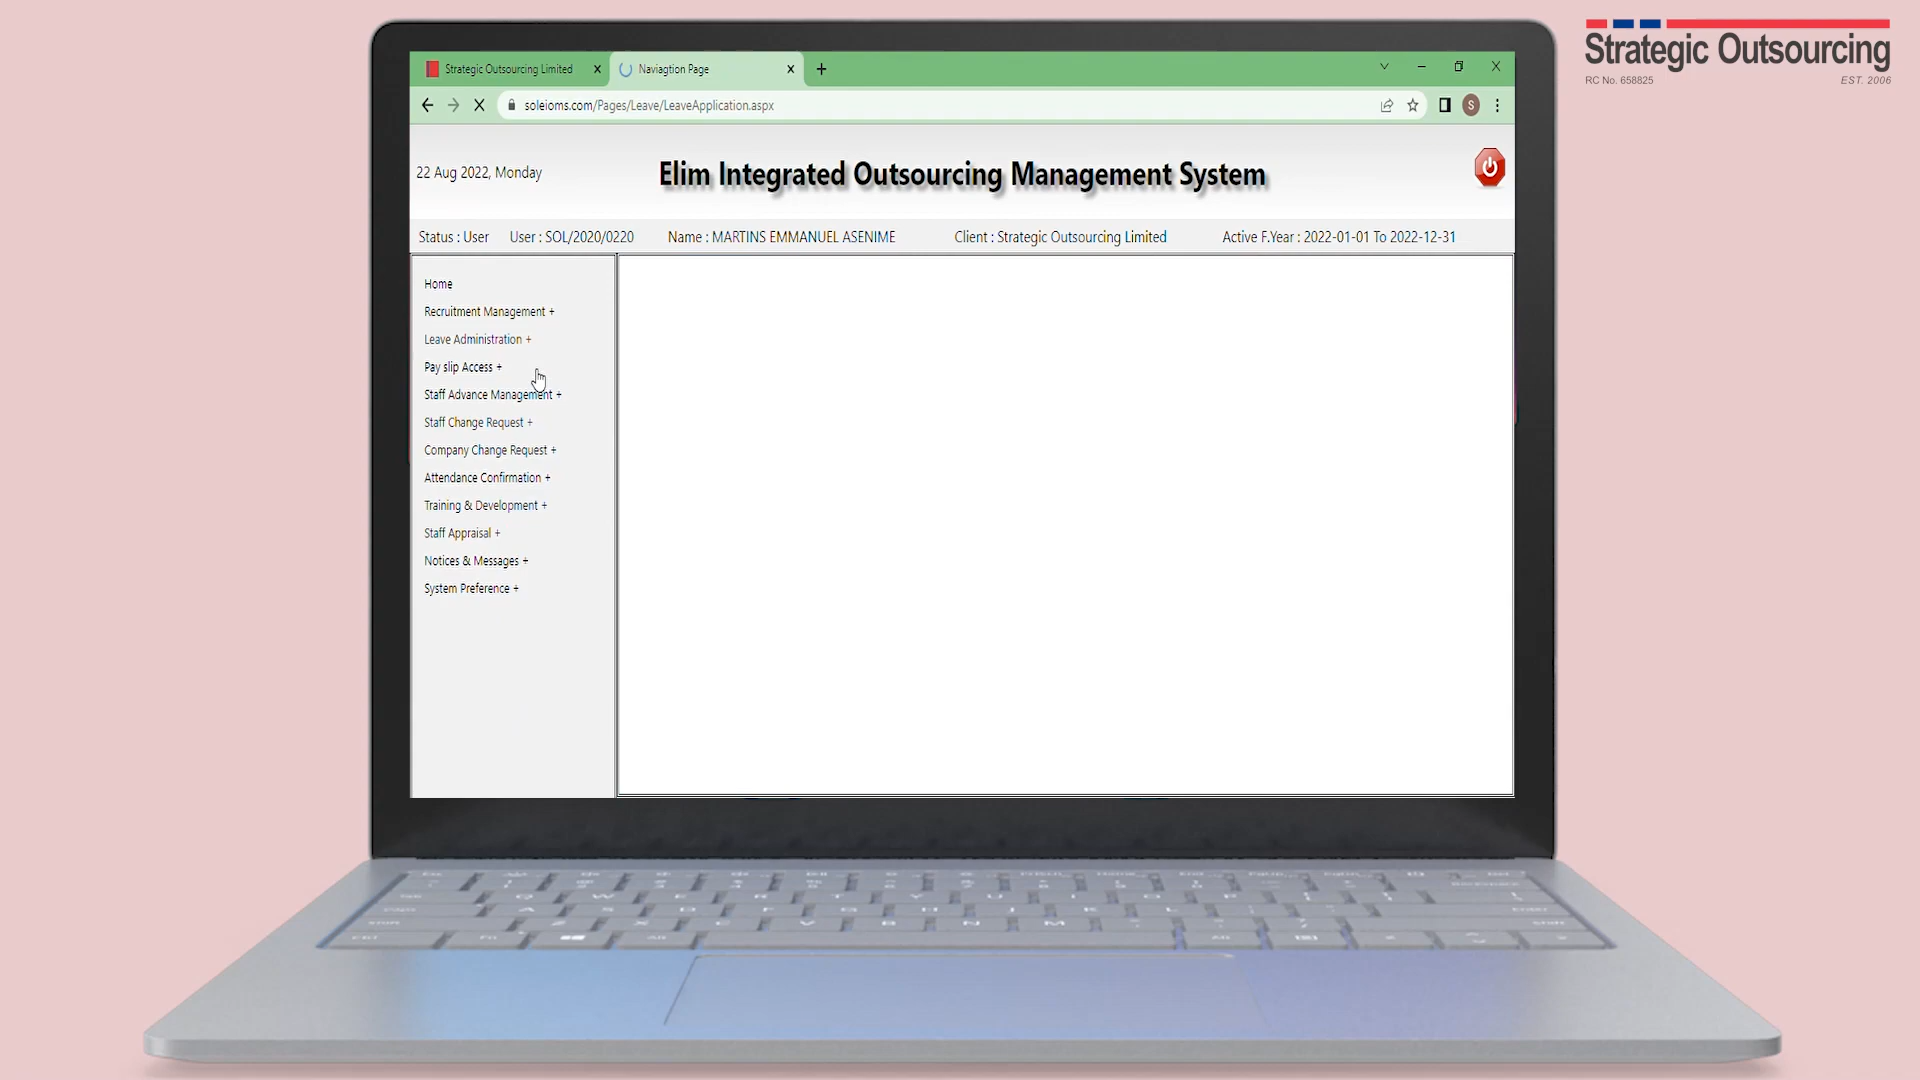 Strategic Outsourcing
RC No. 658825 EST. 2006
Strategic Outsourcing Limited
Naviagtion Page
soleioms.com/Pages/Leave/LeaveApplication.aspx
S
22 Aug 2022, Monday
Elim Integrated Outsourcing Management System
Status : User User : SOL/2020/0220 Name : MARTINS EMMANUEL ASENIME Client : Strategic Outsourcing Limited Active F.Year : 2022-01-01 To 2022-12-31
Home
Recruitment Management +
Leave Administration +
Pay slip Access +
Staff Advance Management +
Staff Change Request +
Company Change Request +
Attendance Confirmation +
Training & Development +
Staff Appraisal +
Notices & Messages +
System Preference +